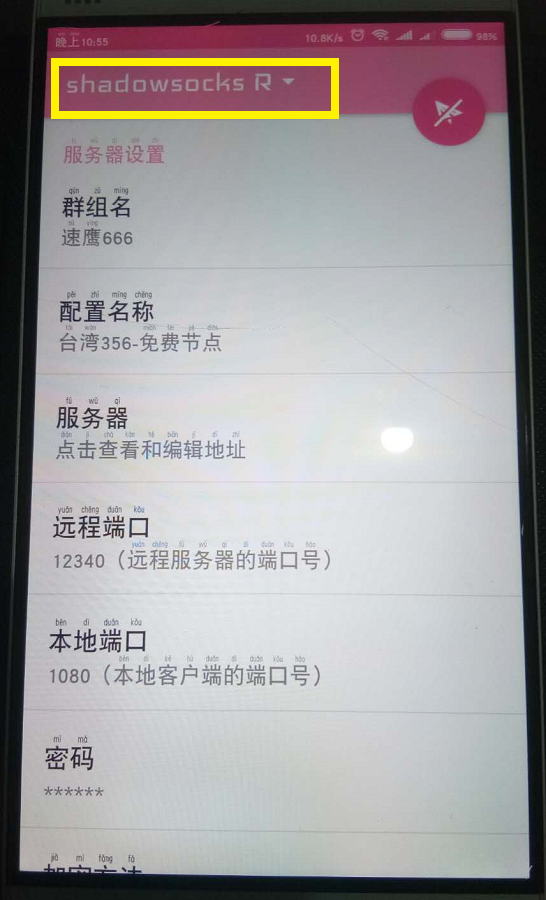 晚上10:55 10.8K/s 98%
shadowsocks R
服务器设置
qún zǔ míng
群组名
速鹰666
pèi zhì míng chēng
配置名称
台湾356-免费节点
fú wù qì
服务器
点击查看和编辑地址
yuǎn chéng duān kǒu
远程端口
12340（远程服务器的端口号）
běn dì duān kǒu
本地端口
1080（本地客户端的端口号）
mì mǎ
密码
******
jiā mì fāng fǎ
加密方法